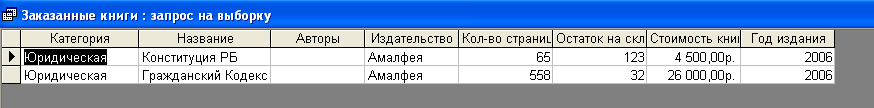 Заказанные книги : запрос на выборку
Категория Название Авторы Издательство Кол-во страниц Остаток на скл Стоимость кни Год издания
Юридическая Конституция РБ Амалфея 65 123 4 500,00р. 2006
Юридическая Гражданский Кодекс Амалфея 558 32 26 000,00р. 2006